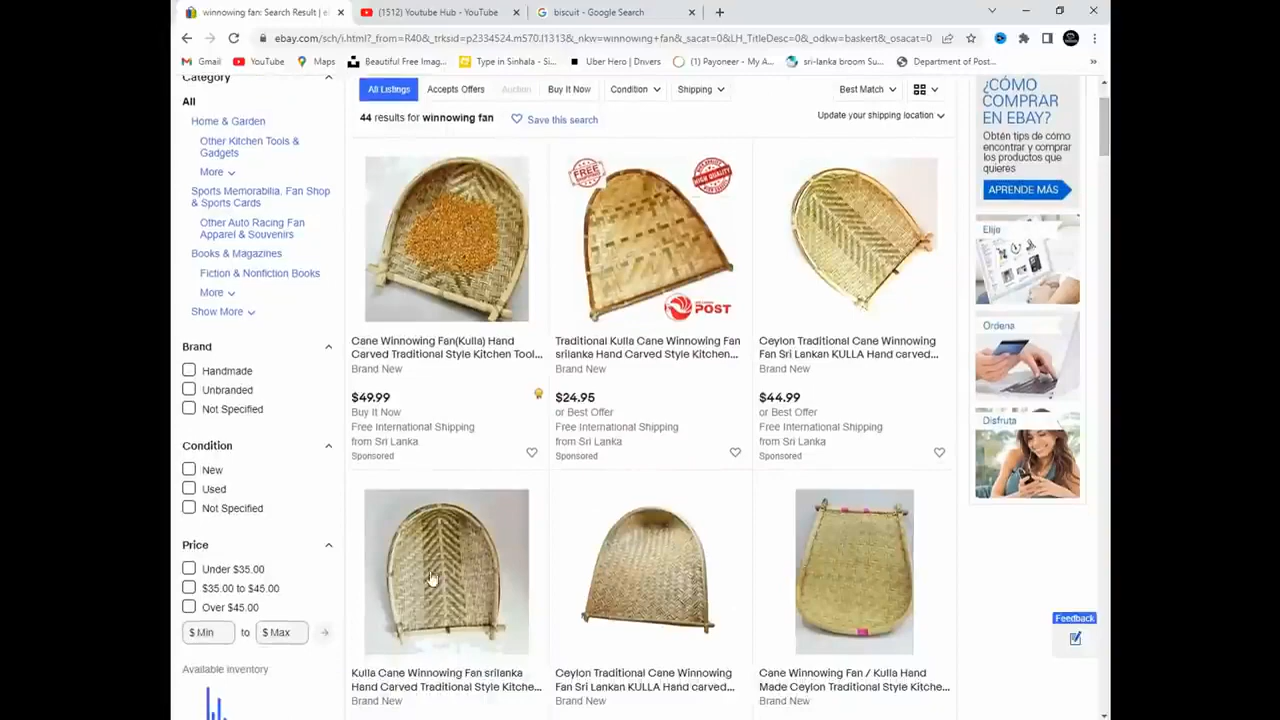 winnowing fan: Search Result | e
(1512) Youtube Hub - YouTube
biscuit - Google Search
ebay.com/sch/i.html?_from=R40&_trksid=p2334524.m570.l1313&_nkw=winnowing+fan&_sacat=0&LH_TitleDesc=0&_odkw=baskert&_osacat=0
Gmail
YouTube
Maps
Beautiful Free Imag...
Type in Sinhala - Si...
Uber Hero | Drivers
(1) Payoneer - My A...
sri-lanka broom Su...
Department of Post...
Category
All
Home & Garden
Other Kitchen Tools &
Gadgets
More
Sports Memorabilia, Fan Shop
& Sports Cards
Other Auto Racing Fan
Apparel & Souvenirs
Books & Magazines
Fiction & Nonfiction Books
More
Show More
Brand
Handmade
Unbranded
Not Specified
Condition
New
Used
Not Specified
Price
Under $35.00
$35.00 to $45.00
Over $45.00
$ Min to $ Max
Available inventory
All Listings
Accepts Offers
Auction
Buy It Now
Condition
Shipping
Best Match
44 results for winnowing fan
Save this search
Update your shipping location
FREE
HIGH QUALITY
POST
Cane Winnowing Fan(Kulla) Hand
Carved Traditional Style Kitchen Tool...
Brand New
$49.99
Buy It Now
Free International Shipping
from Sri Lanka
Sponsored
Traditional Kulla Cane Winnowing Fan
srilanka Hand Carved Style Kitchen...
Brand New
$24.95
or Best Offer
Free International Shipping
from Sri Lanka
Sponsored
Ceylon Traditional Cane Winnowing
Fan Sri Lankan KULLA Hand carved...
Brand New
$44.99
or Best Offer
Free International Shipping
from Sri Lanka
Sponsored
Kulla Cane Winnowing Fan srilanka
Hand Carved Traditional Style Kitche...
Brand New
Ceylon Traditional Cane Winnowing
Fan Sri Lankan KULLA Hand carved...
Brand New
Cane Winnowing Fan / Kulla Hand
Made Ceylon Traditional Style Kitche...
Brand New
¿CÓMO
COMPRAR
EN EBAY?
Obtén tips de cómo
encontrar y comprar
los productos que
quieres
APRENDE MÁS
Elije
Ordena
Disfruta
Feedback